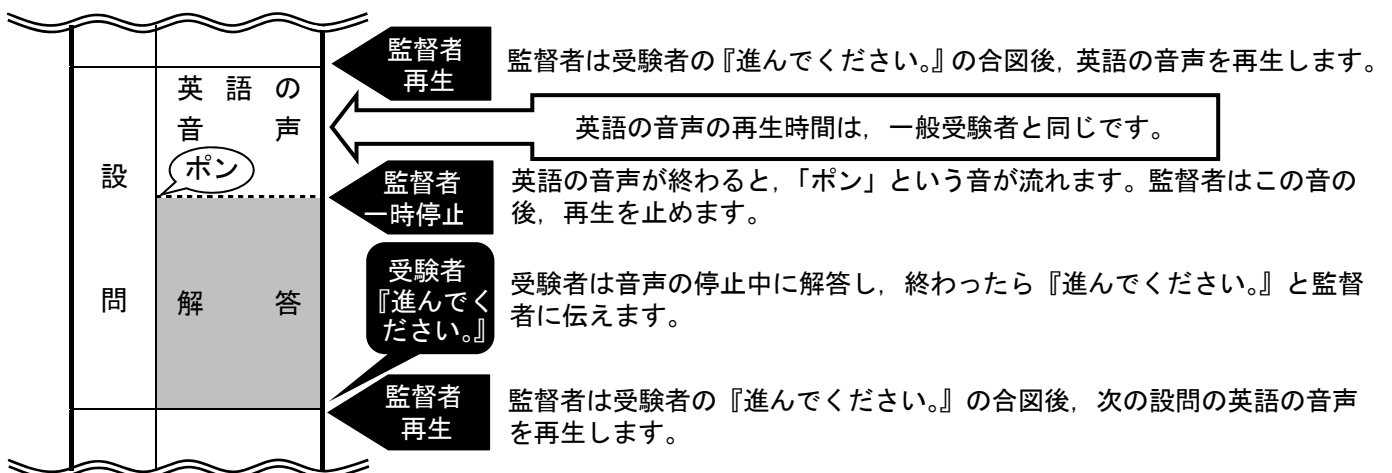 監督者
再生
監督者は受験者の『進んでください。』の合図後，英語の音声を再生します。
英語の
音声
英語の音声の再生時間は，一般受験者と同じです。
ポン
設
問
監督者
一時停止
英語の音声が終わると，「ポン」という音が流れます。監督者はこの音の
後，再生を止めます。
受験者
『進んでく
ださい。』
受験者は音声の停止中に解答し，終わったら『進んでください。』と監督
者に伝えます。
解答
監督者
再生
監督者は受験者の『進んでください。』の合図後，次の設問の英語の音声
を再生します。